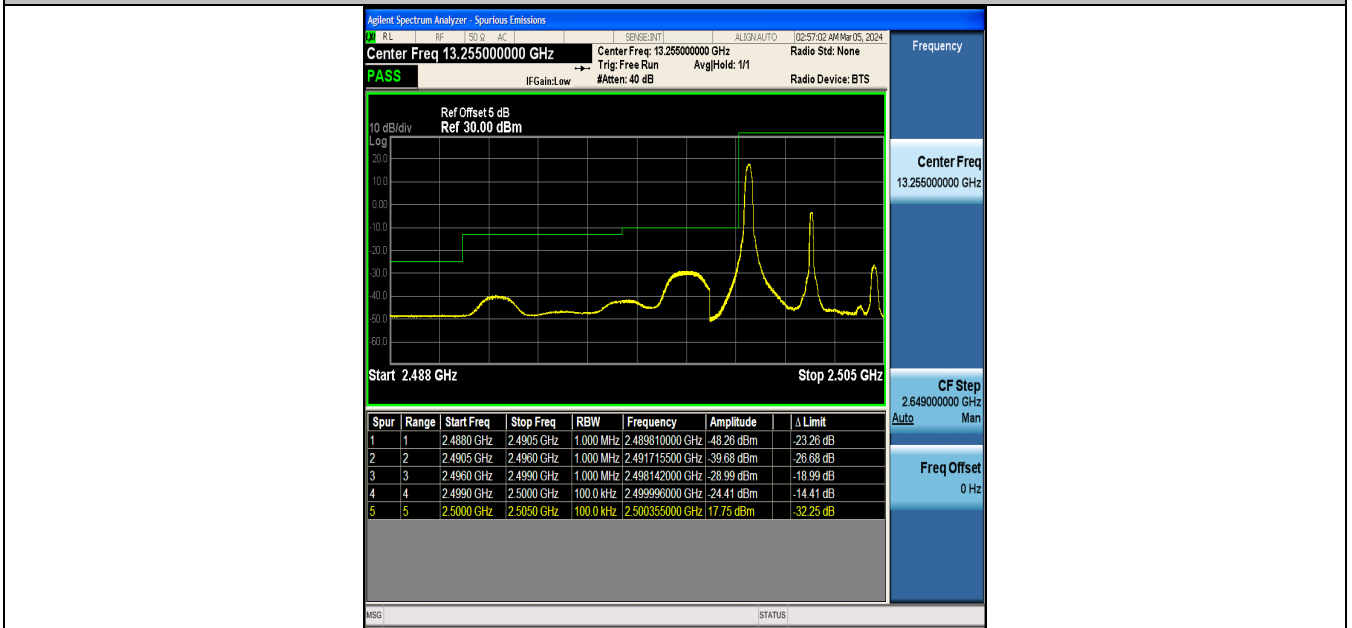 Agilent Spectrum Analyzer - Spurious Emissions
LXI RL RF 50 Ω AC SENSE:INT ALIGN AUTO 02:57:02 AM Mar 05, 2024
Center Freq 13.255000000 GHz
Center Freq: 13.255000000 GHz Radio Std: None
Trig: Free Run Avg|Hold: 1/1
PASS
IFGain:Low #Atten: 40 dB Radio Device: BTS
Frequency
Ref Offset 5 dB
10 dB/div Ref 30.00 dBm
Log
20.0
10.0
0.00
-10.0
-20.0
-30.0
-40.0
-50.0
-60.0
Start 2.488 GHz Stop 2.505 GHz
Center Freq
13.255000000 GHz
CF Step
2.649000000 GHz
Auto Man
Freq Offset
0 Hz
Spur Range Start Freq Stop Freq RBW Frequency Amplitude Δ Limit
1 1 2.4880 GHz 2.4905 GHz 1.000 MHz 2.489810000 GHz -48.26 dBm -23.26 dB
2 2 2.4905 GHz 2.4960 GHz 1.000 MHz 2.491715500 GHz -39.68 dBm -26.68 dB
3 3 2.4960 GHz 2.4990 GHz 1.000 MHz 2.498142000 GHz -28.99 dBm -18.99 dB
4 4 2.4990 GHz 2.5000 GHz 100.0 kHz 2.499996000 GHz -24.41 dBm -14.41 dB
5 5 2.5000 GHz 2.5050 GHz 100.0 kHz 2.500355000 GHz 17.75 dBm -32.25 dB
MSG STATUS